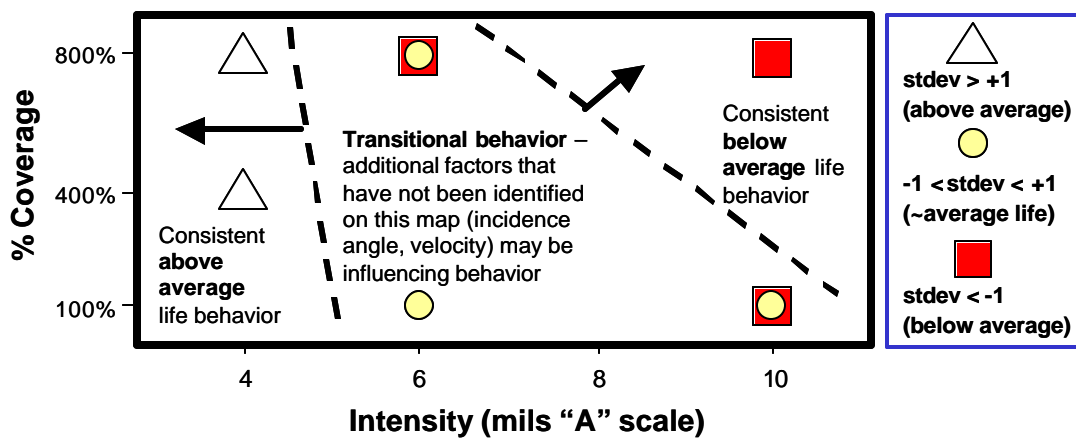 % Coverage
800%
400%
100%
Consistent
above
average
life behavior
Transitional behavior –
additional factors that
have not been identified
on this map (incidence
angle, velocity) may be
influencing behavior
Consistent
below
average life
behavior
4
6
8
10
Intensity (mils “A” scale)
stdev > +1
(above average)
-1 < stdev < +1
(~average life)
stdev < -1
(below average)